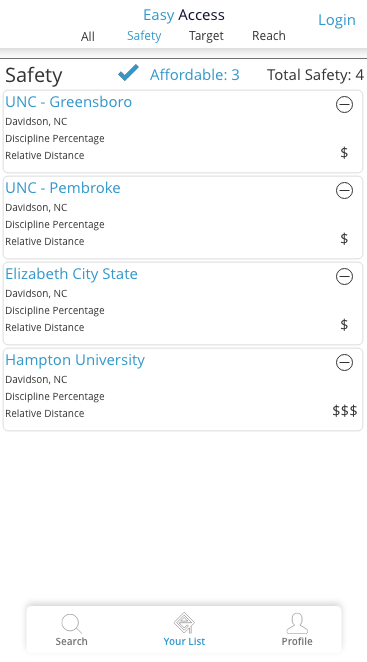 Easy Access
Login
All Safety Target Reach
Safety Affordable: 3 Total Safety: 4
UNC - Greensboro
Davidson, NC
Discipline Percentage
Relative Distance $
UNC - Pembroke
Davidson, NC
Discipline Percentage
Relative Distance $
Elizabeth City State
Davidson, NC
Discipline Percentage
Relative Distance $
Hampton University
Davidson, NC
Discipline Percentage
Relative Distance $$$
Search Your List Profile